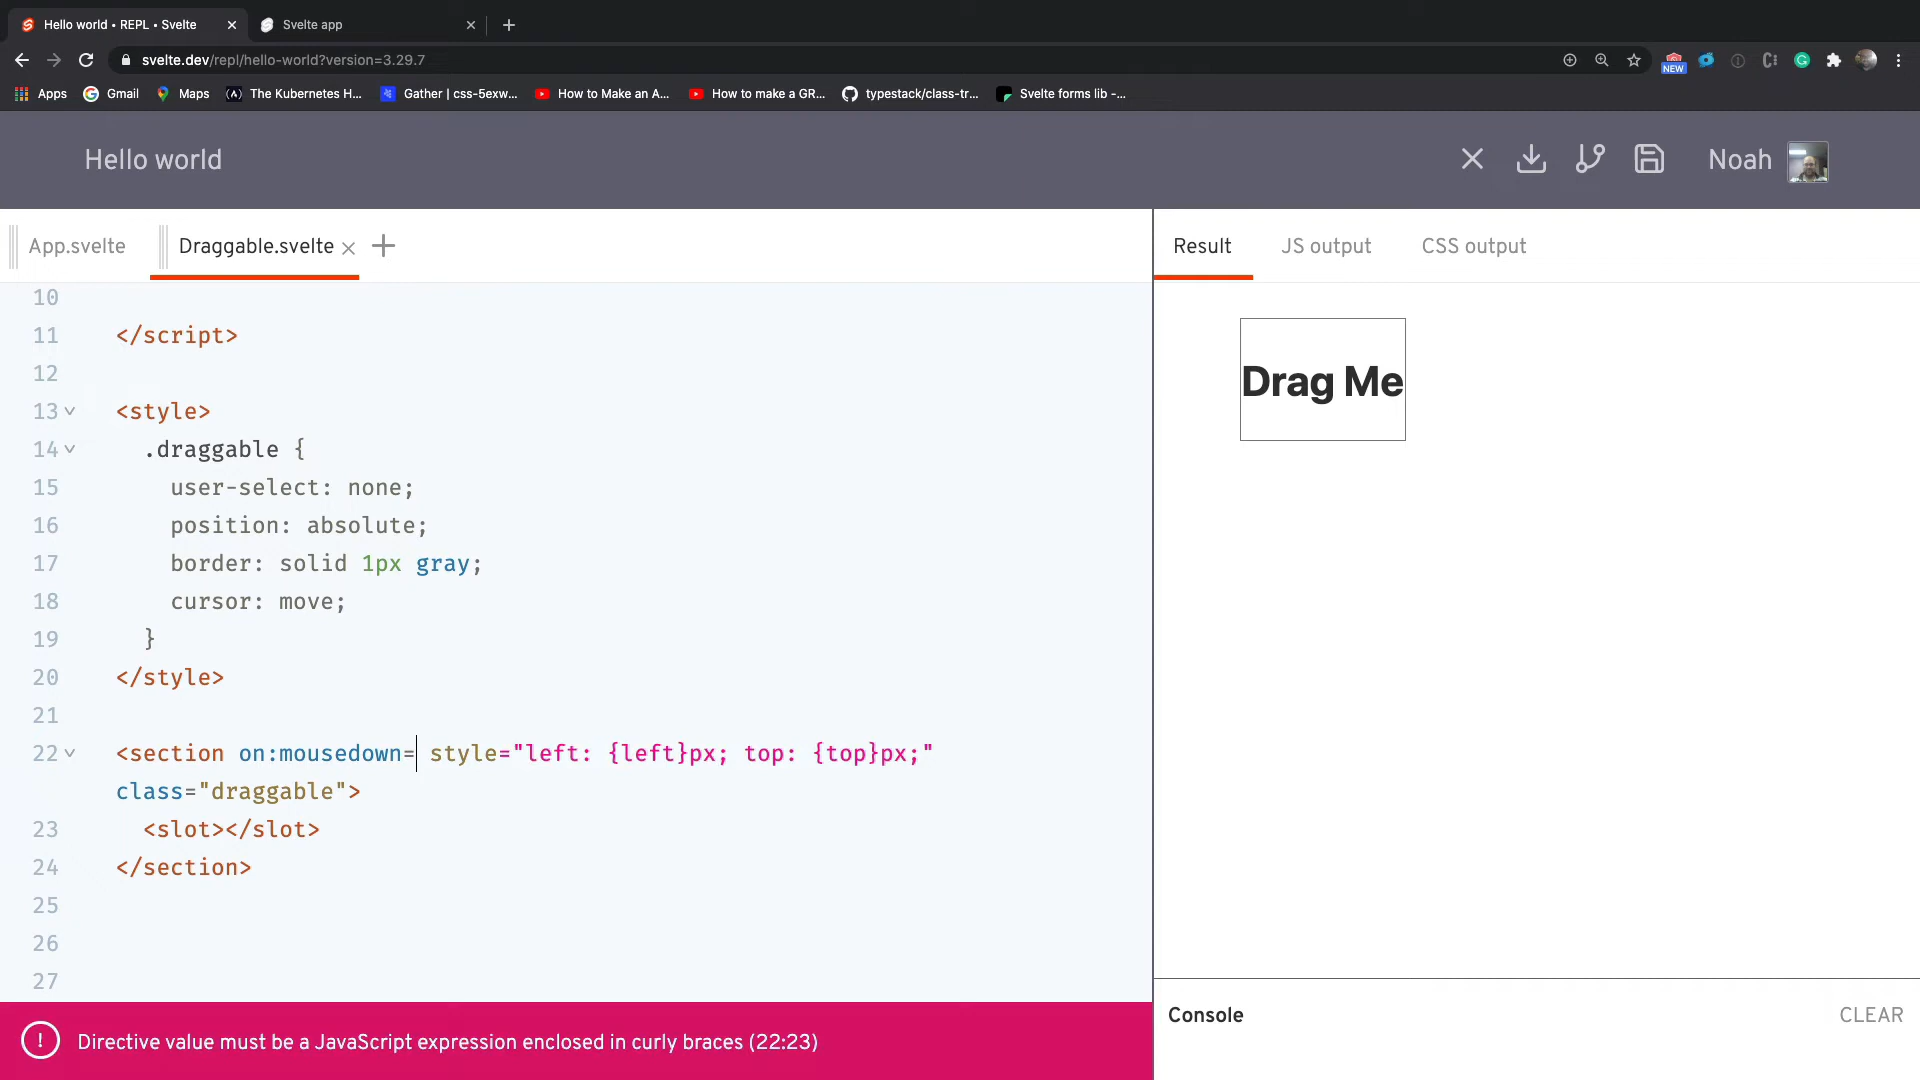 Hello world • REPL • Svelte
Svelte app
svelte.dev/repl/hello-world?version=3.29.7
NEW
Apps
Gmail
Maps
The Kubernetes H...
Gather | css-5exw...
How to Make an A...
How to make a GR...
typestack/class-tr...
Svelte forms lib -...
Hello world
Noah
App.svelte
Draggable.svelte
10
11 </script>
12
13 <style>
14 .draggable {
15 user-select: none;
16 position: absolute;
17 border: solid 1px gray;
18 cursor: move;
19 }
20 </style>
21
22 <section on:mousedown= style="left: {left}px; top: {top}px;"
class="draggable">
23 <slot></slot>
24 </section>
25
26
27
! Directive value must be a JavaScript expression enclosed in curly braces (22:23)
Result
JS output
CSS output
Drag Me
Console
CLEAR